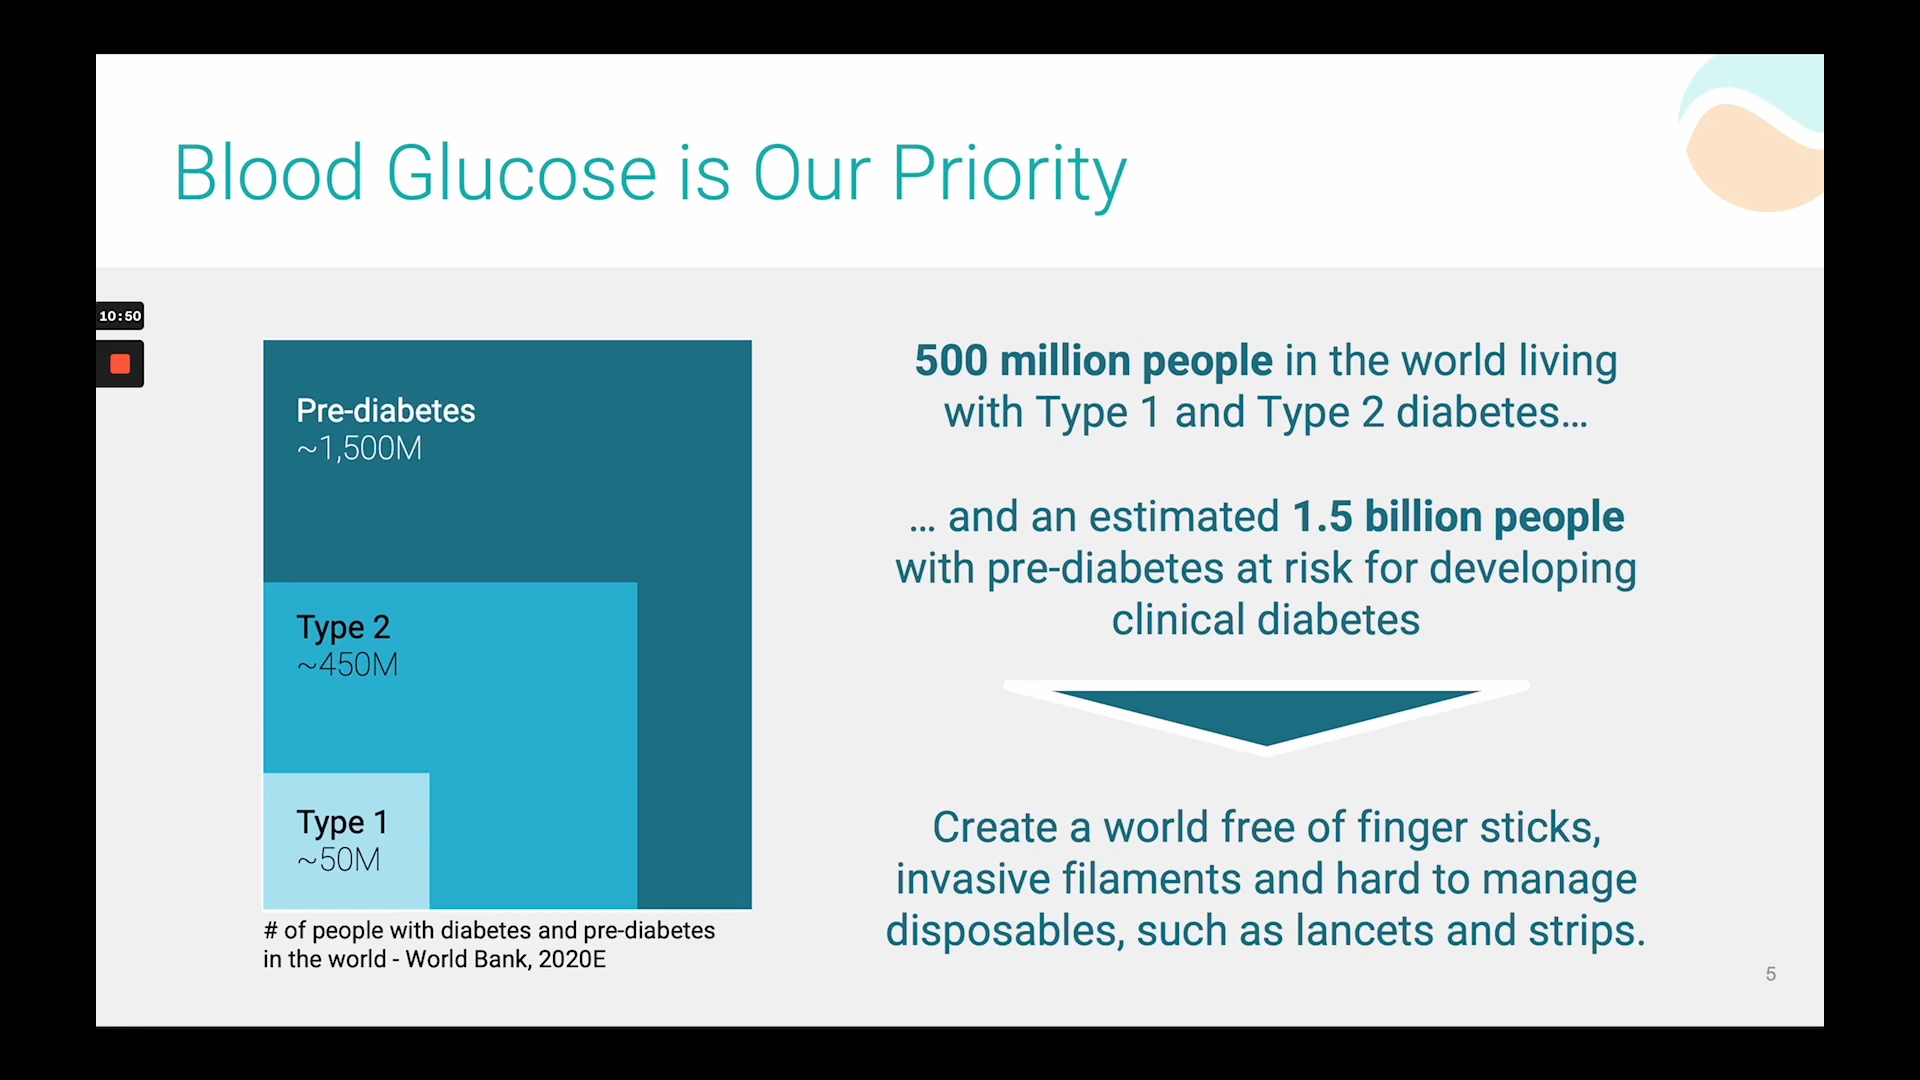 Blood Glucose is Our Priority
10:50
Pre-diabetes
~1,500M
Type 2
~450M
Type 1
~50M
# of people with diabetes and pre-diabetes
in the world - World Bank, 2020E
500 million people in the world living
with Type 1 and Type 2 diabetes…
… and an estimated 1.5 billion people
with pre-diabetes at risk for developing
clinical diabetes
Create a world free of finger sticks,
invasive filaments and hard to manage
disposables, such as lancets and strips.
5